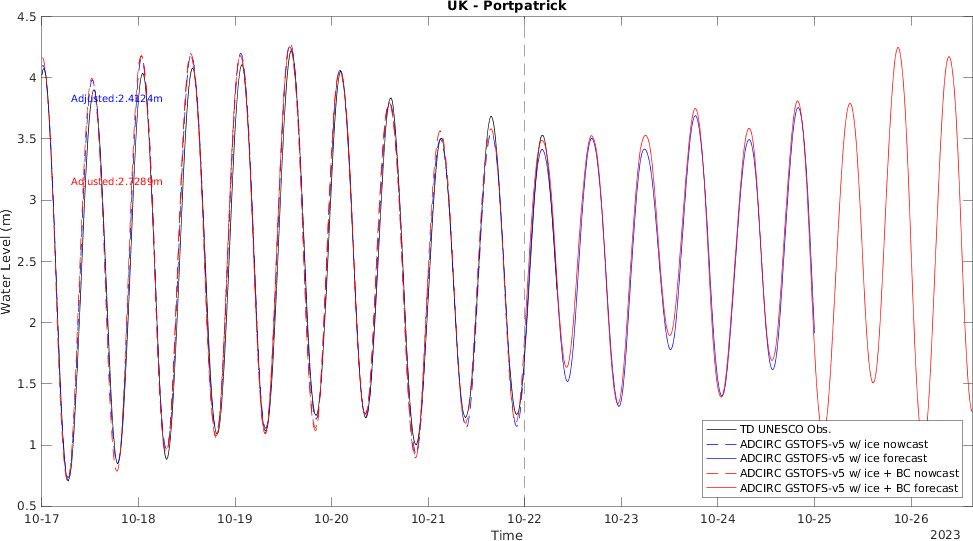 UK - Portpatrick
4.5
4
3.5
3
2.5
2
1.5
1
0.5
Water Level (m)
Adjusted:2.4124m
Adjusted:2.7289m
TD UNESCO Obs.
ADCIRC GSTOFS-v5 w/ ice nowcast
ADCIRC GSTOFS-v5 w/ ice forecast
ADCIRC GSTOFS-v5 w/ ice + BC nowcast
ADCIRC GSTOFS-v5 w/ ice + BC forecast
10-17 10-18 10-19 10-20 10-21 10-22 10-23 10-24 10-25 10-26
Time
2023